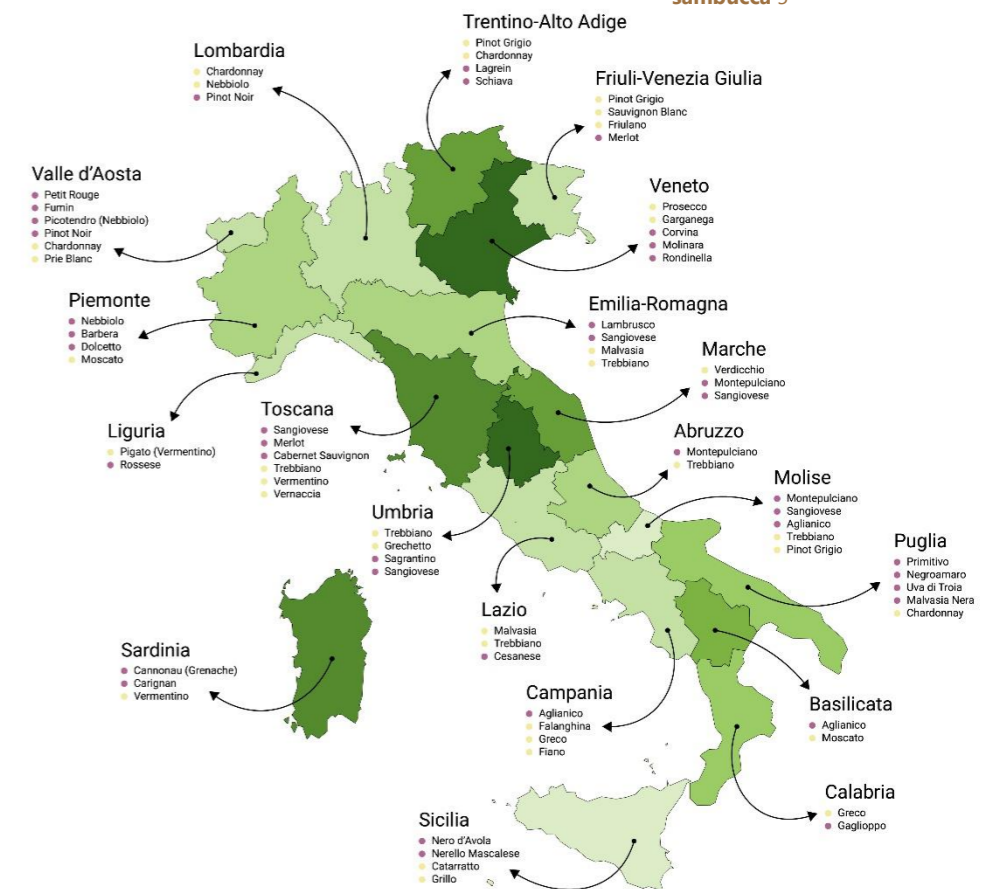 sambucca 5
Trentino-Alto Adige
Pinot Grigio
Chardonnay
Lagrein
Schiava
Lombardia
Chardonnay
Nebbiolo
Pinot Noir
Friuli-Venezia Giulia
Pinot Grigio
Sauvignon Blanc
Friulano
Merlot
Valle d'Aosta
Petit Rouge
Fumin
Picotendro (Nebbiolo)
Pinot Noir
Chardonnay
Prie Blanc
Veneto
Prosecco
Garganega
Corvina
Molinara
Rondinella
Piemonte
Nebbiolo
Barbera
Dolcetto
Moscato
Emilia-Romagna
Lambrusco
Sangiovese
Malvasia
Trebbiano
Marche
Verdicchio
Montepulciano
Sangiovese
Liguria
Pigato (Vermentino)
Rossese
Toscana
Sangiovese
Merlot
Cabernet Sauvignon
Trebbiano
Vermentino
Vernaccia
Abruzzo
Montepulciano
Trebbiano
Molise
Montepulciano
Sangiovese
Aglianico
Trebbiano
Pinot Grigio
Umbria
Trebbiano
Grechetto
Sagrantino
Sangiovese
Puglia
Primitivo
Negroamaro
Uva di Troia
Malvasia Nera
Chardonnay
Lazio
Malvasia
Trebbiano
Cesanese
Sardinia
Cannonau (Grenache)
Carignan
Vermentino
Campania
Aglianico
Falanghina
Greco
Fiano
Basilicata
Aglianico
Moscato
Calabria
Greco
Gaglioppo
Sicilia
Nero d'Avola
Nerello Mascalese
Catarratto
Grillo